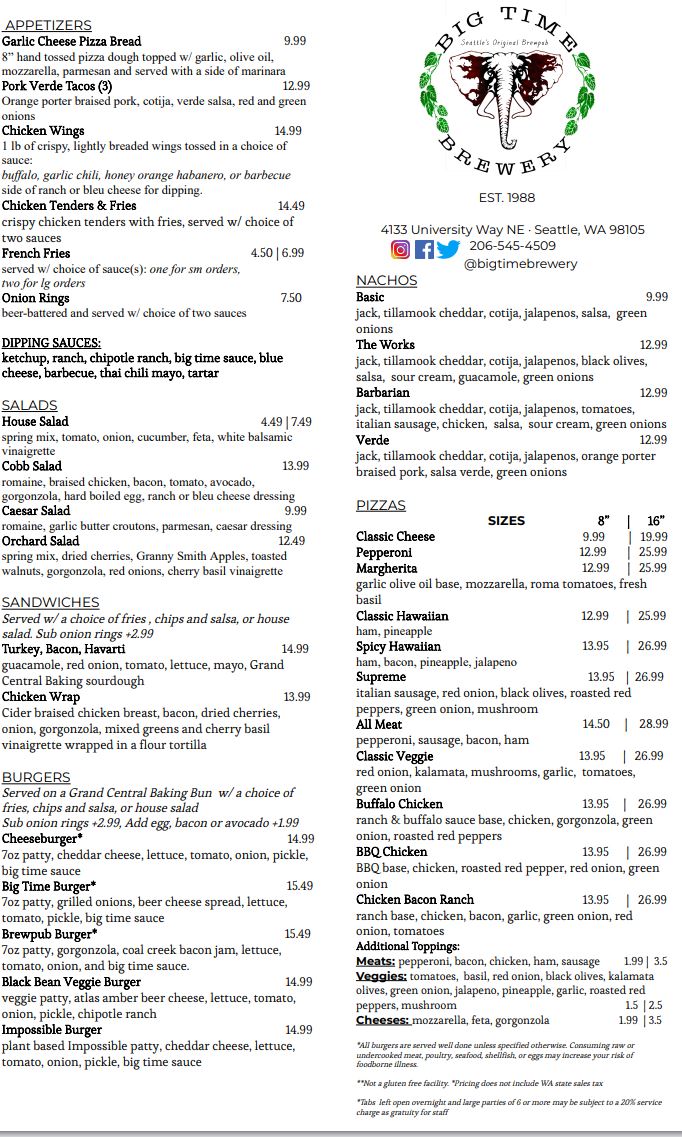 APPETIZERS
Garlic Cheese Pizza Bread 9.99
8” hand tossed pizza dough topped w/ garlic, olive oil,
mozzarella, parmesan and served with a side of marinara
Pork Verde Tacos (3) 12.99
Orange porter braised pork, cotija, verde salsa, red and green
onions
Chicken Wings 14.99
1 lb of crispy, lightly breaded wings tossed in a choice of
sauce:
buffalo, garlic chili, honey orange habanero, or barbecue
side of ranch or bleu cheese for dipping.
Chicken Tenders & Fries 14.49
crispy chicken tenders with fries, served w/ choice of
two sauces
French Fries 4.50 | 6.99
served w/ choice of sauce(s): one for sm orders,
two for lg orders
Onion Rings 7.50
beer-battered and served w/ choice of two sauces
DIPPING SAUCES:
ketchup, ranch, chipotle ranch, big time sauce, blue
cheese, barbecue, thai chili mayo, tartar
SALADS
House Salad 4.49 | 7.49
spring mix, tomato, onion, cucumber, feta, white balsamic
vinaigrette
Cobb Salad 13.99
romaine, braised chicken, bacon, tomato, avocado,
gorgonzola, hard boiled egg, ranch or bleu cheese dressing
Caesar Salad 9.99
romaine, garlic butter croutons, parmesan, caesar dressing
Orchard Salad 12.49
spring mix, dried cherries, Granny Smith Apples, toasted
walnuts, gorgonzola, red onions, cherry basil vinaigrette
SANDWICHES
Served w/ a choice of fries , chips and salsa, or house
salad. Sub onion rings +2.99
Turkey, Bacon, Havarti 14.99
guacamole, red onion, tomato, lettuce, mayo, Grand
Central Baking sourdough
Chicken Wrap 13.99
Cider braised chicken breast, bacon, dried cherries,
onion, gorgonzola, mixed greens and cherry basil
vinaigrette wrapped in a flour tortilla
BURGERS
Served on a Grand Central Baking Bun w/ a choice of
fries, chips and salsa, or house salad
Sub onion rings +2.99, Add egg, bacon or avocado +1.99
Cheeseburger* 14.99
7oz patty, cheddar cheese, lettuce, tomato, onion, pickle,
big time sauce
Big Time Burger* 15.49
7oz patty, grilled onions, beer cheese spread, lettuce,
tomato, pickle, big time sauce
Brewpub Burger* 15.49
7oz patty, gorgonzola, coal creek bacon jam, lettuce,
tomato, onion, and big time sauce.
Black Bean Veggie Burger 14.99
veggie patty, atlas amber beer cheese, lettuce, tomato,
onion, pickle, chipotle ranch
Impossible Burger 14.99
plant based Impossible patty, cheddar cheese, lettuce,
tomato, onion, pickle, big time sauce
BIG TIME
Seattle's Original Brewpub
BREWERY
EST. 1988
4133 University Way NE · Seattle, WA 98105
206-545-4509
@bigtimebrewery
NACHOS
Basic 9.99
jack, tillamook cheddar, cotija, jalapenos, salsa, green
onions
The Works 12.99
jack, tillamook cheddar, cotija, jalapenos, black olives,
salsa, sour cream, guacamole, green onions
Barbarian 12.99
jack, tillamook cheddar, cotija, jalapenos, tomatoes,
italian sausage, chicken, salsa, sour cream, green onions
Verde 12.99
jack, tillamook cheddar, cotija, jalapenos, orange porter
braised pork, salsa verde, green onions
PIZZAS
SIZES 8” | 16”
Classic Cheese 9.99 | 19.99
Pepperoni 12.99 | 25.99
Margherita 12.99 | 25.99
garlic olive oil base, mozzarella, roma tomatoes, fresh
basil
Classic Hawaiian 12.99 | 25.99
ham, pineapple
Spicy Hawaiian 13.95 | 26.99
ham, bacon, pineapple, jalapeno
Supreme 13.95 | 26.99
italian sausage, red onion, black olives, roasted red
peppers, green onion, mushroom
All Meat 14.50 | 28.99
pepperoni, sausage, bacon, ham
Classic Veggie 13.95 | 26.99
red onion, kalamata, mushrooms, garlic, tomatoes,
green onion
Buffalo Chicken 13.95 | 26.99
ranch & buffalo sauce base, chicken, gorgonzola, green
onion, roasted red peppers
BBQ Chicken 13.95 | 26.99
BBQ base, chicken, roasted red pepper, red onion, green
onion
Chicken Bacon Ranch 13.95 | 26.99
ranch base, chicken, bacon, garlic, green onion, red
onion, tomatoes
Additional Toppings:
Meats: pepperoni, bacon, chicken, ham, sausage 1.99 | 3.5
Veggies: tomatoes, basil, red onion, black olives, kalamata
olives, green onion, jalapeno, pineapple, garlic, roasted red
peppers, mushroom 1.5 | 2.5
Cheeses: mozzarella, feta, gorgonzola 1.99 | 3.5
*All burgers are served well done unless specified otherwise. Consuming raw or
undercooked meat, poultry, seafood, shellfish, or eggs may increase your risk of
foodborne illness.
**Not a gluten free facility. *Pricing does not include WA state sales tax
*Tabs left open overnight and large parties of 6 or more may be subject to a 20% service
charge as gratuity for staff